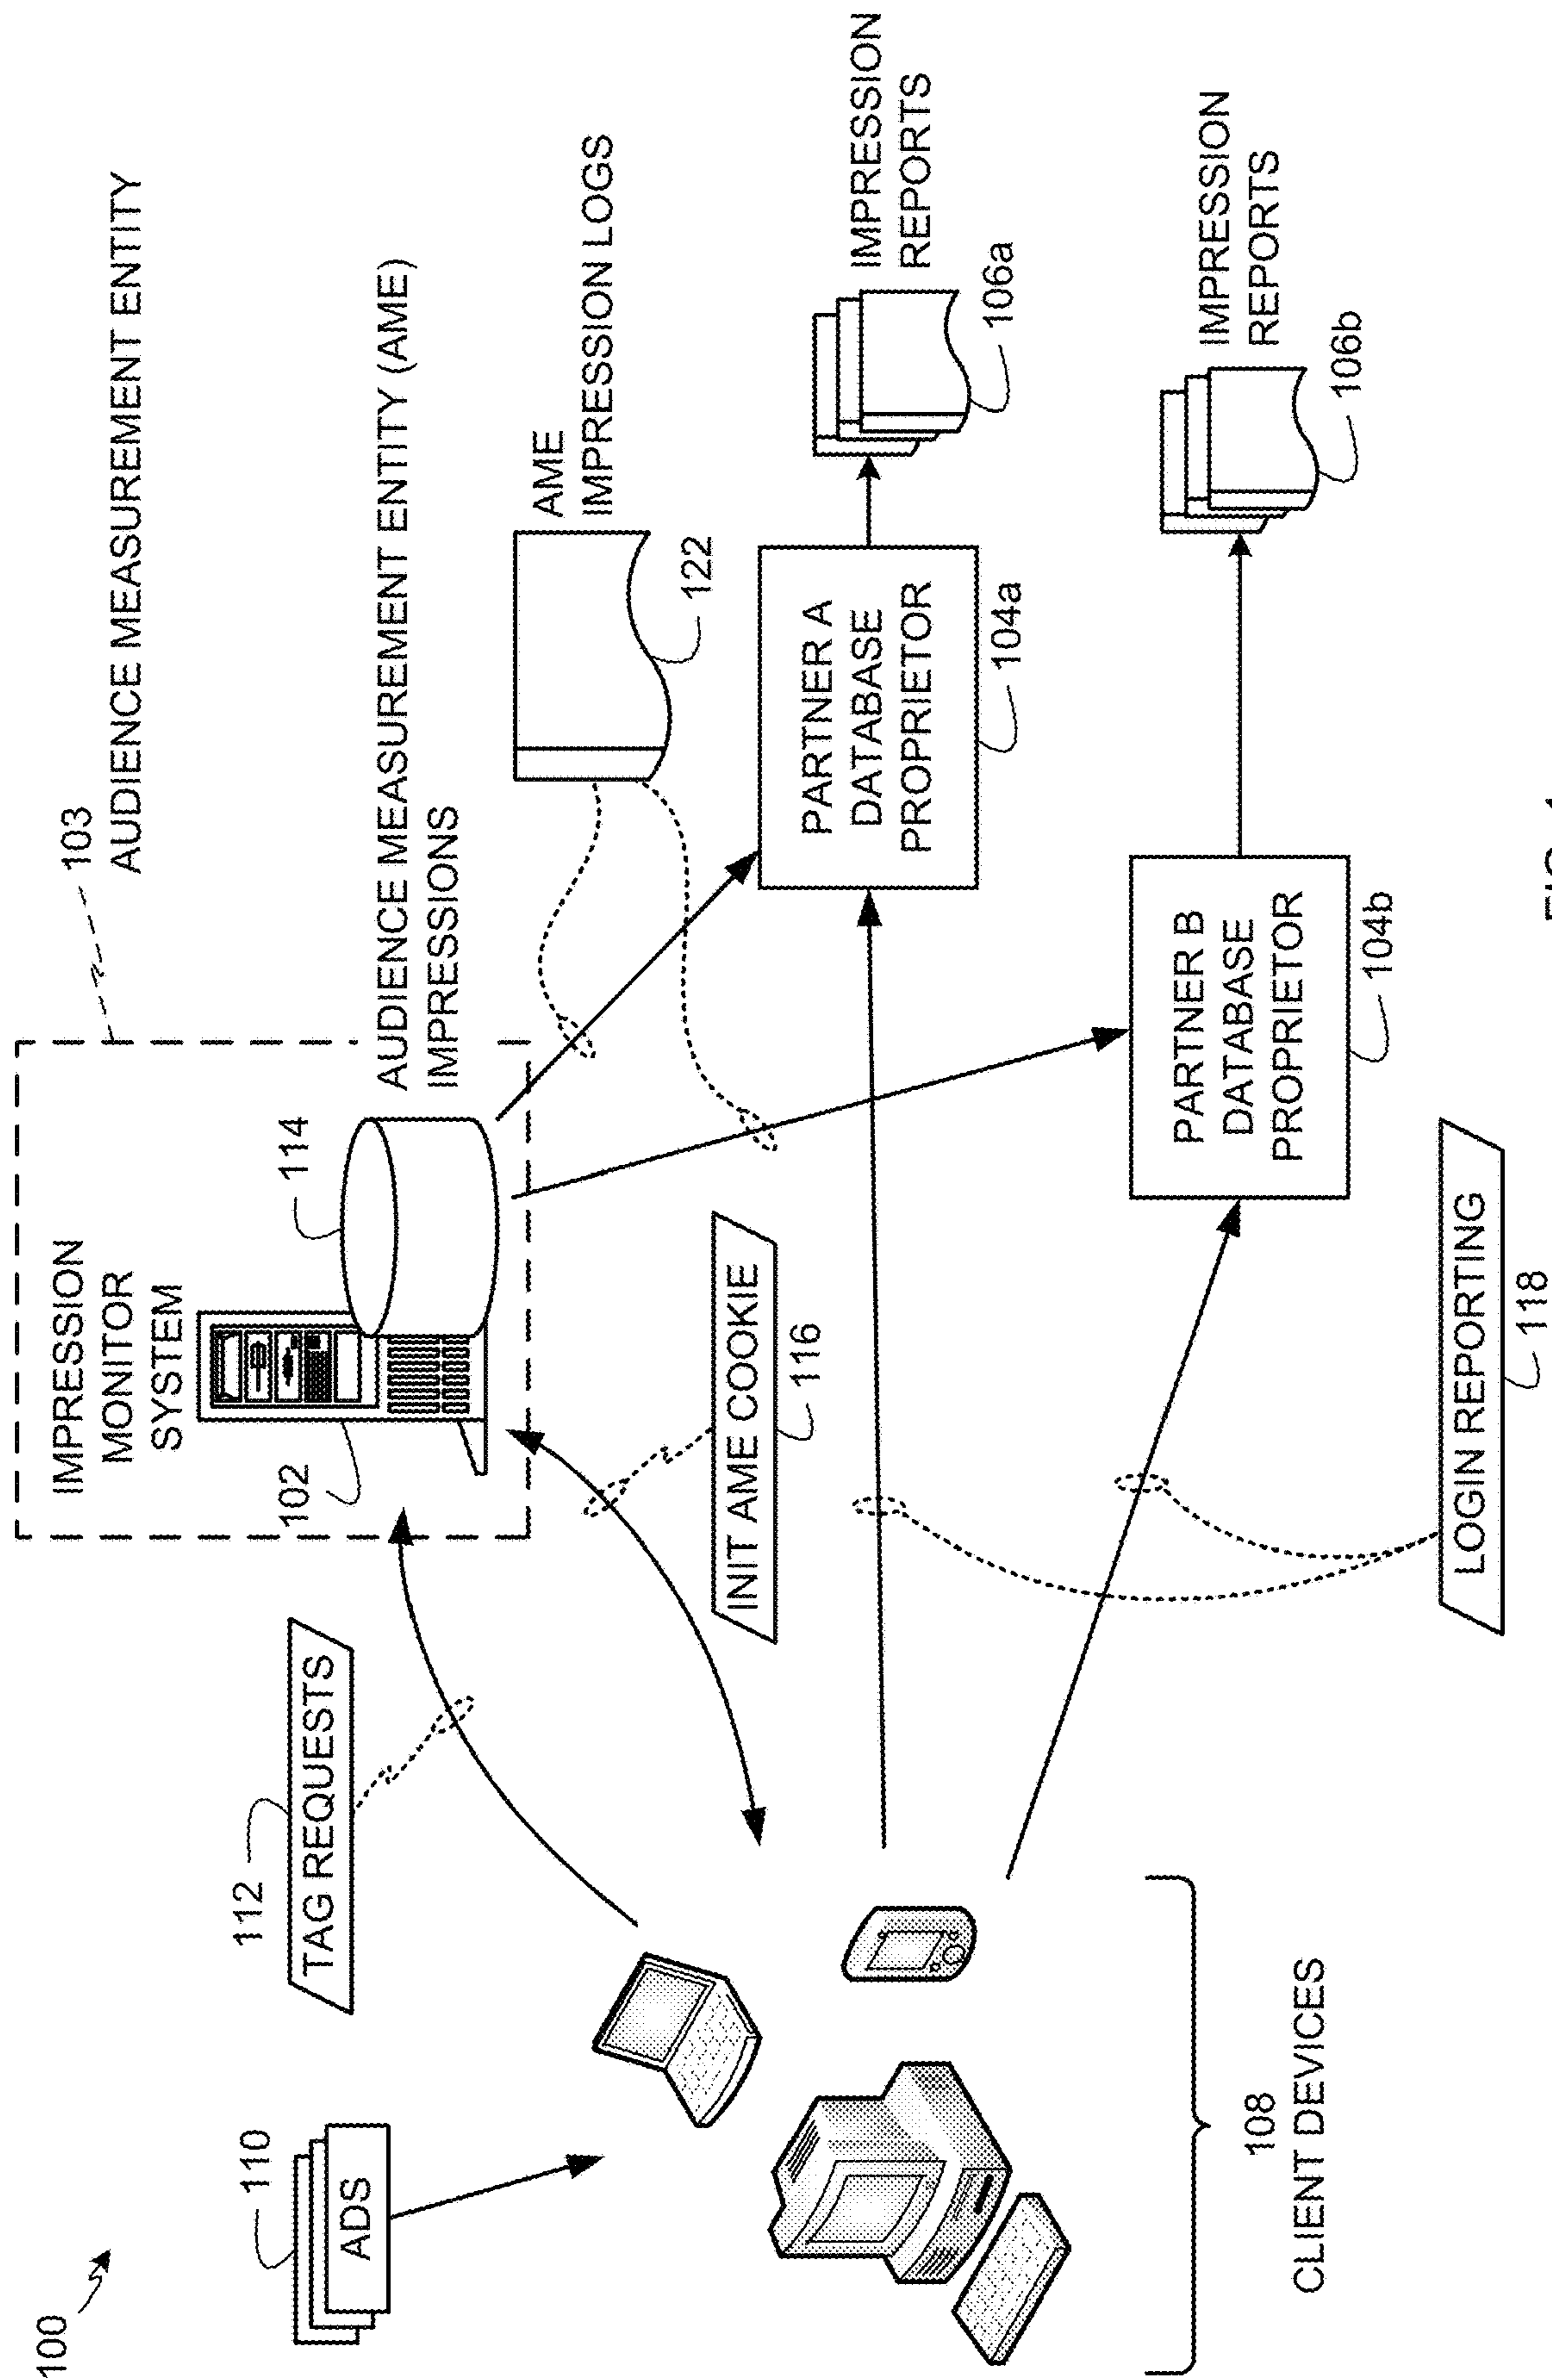 100
110
ADS
112
TAG REQUESTS
IMPRESSION
MONITOR
SYSTEM
102
114
103
AUDIENCE MEASUREMENT ENTITY
AUDIENCE MEASUREMENT ENTITY (AME)
IMPRESSIONS
AME
IMPRESSION LOGS
122
INIT AME COOKIE
116
PARTNER A
DATABASE
PROPRIETOR
104a
IMPRESSION
REPORTS
106a
PARTNER B
DATABASE
PROPRIETOR
104b
IMPRESSION
REPORTS
106b
LOGIN REPORTING
118
108
CLIENT DEVICES